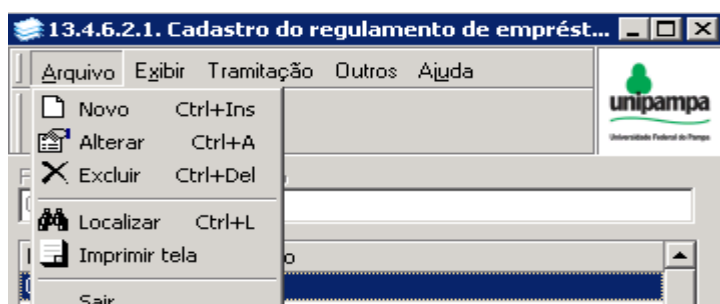 13.4.6.2.1. Cadastro do regulamento de emprést...
Arquivo Exibir Tramitação Outros Ajuda
unipampa
Universidade Federal do Pampa
Novo Ctrl+Ins
Alterar Ctrl+A
Excluir Ctrl+Del
Localizar Ctrl+L
Imprimir tela
Sair